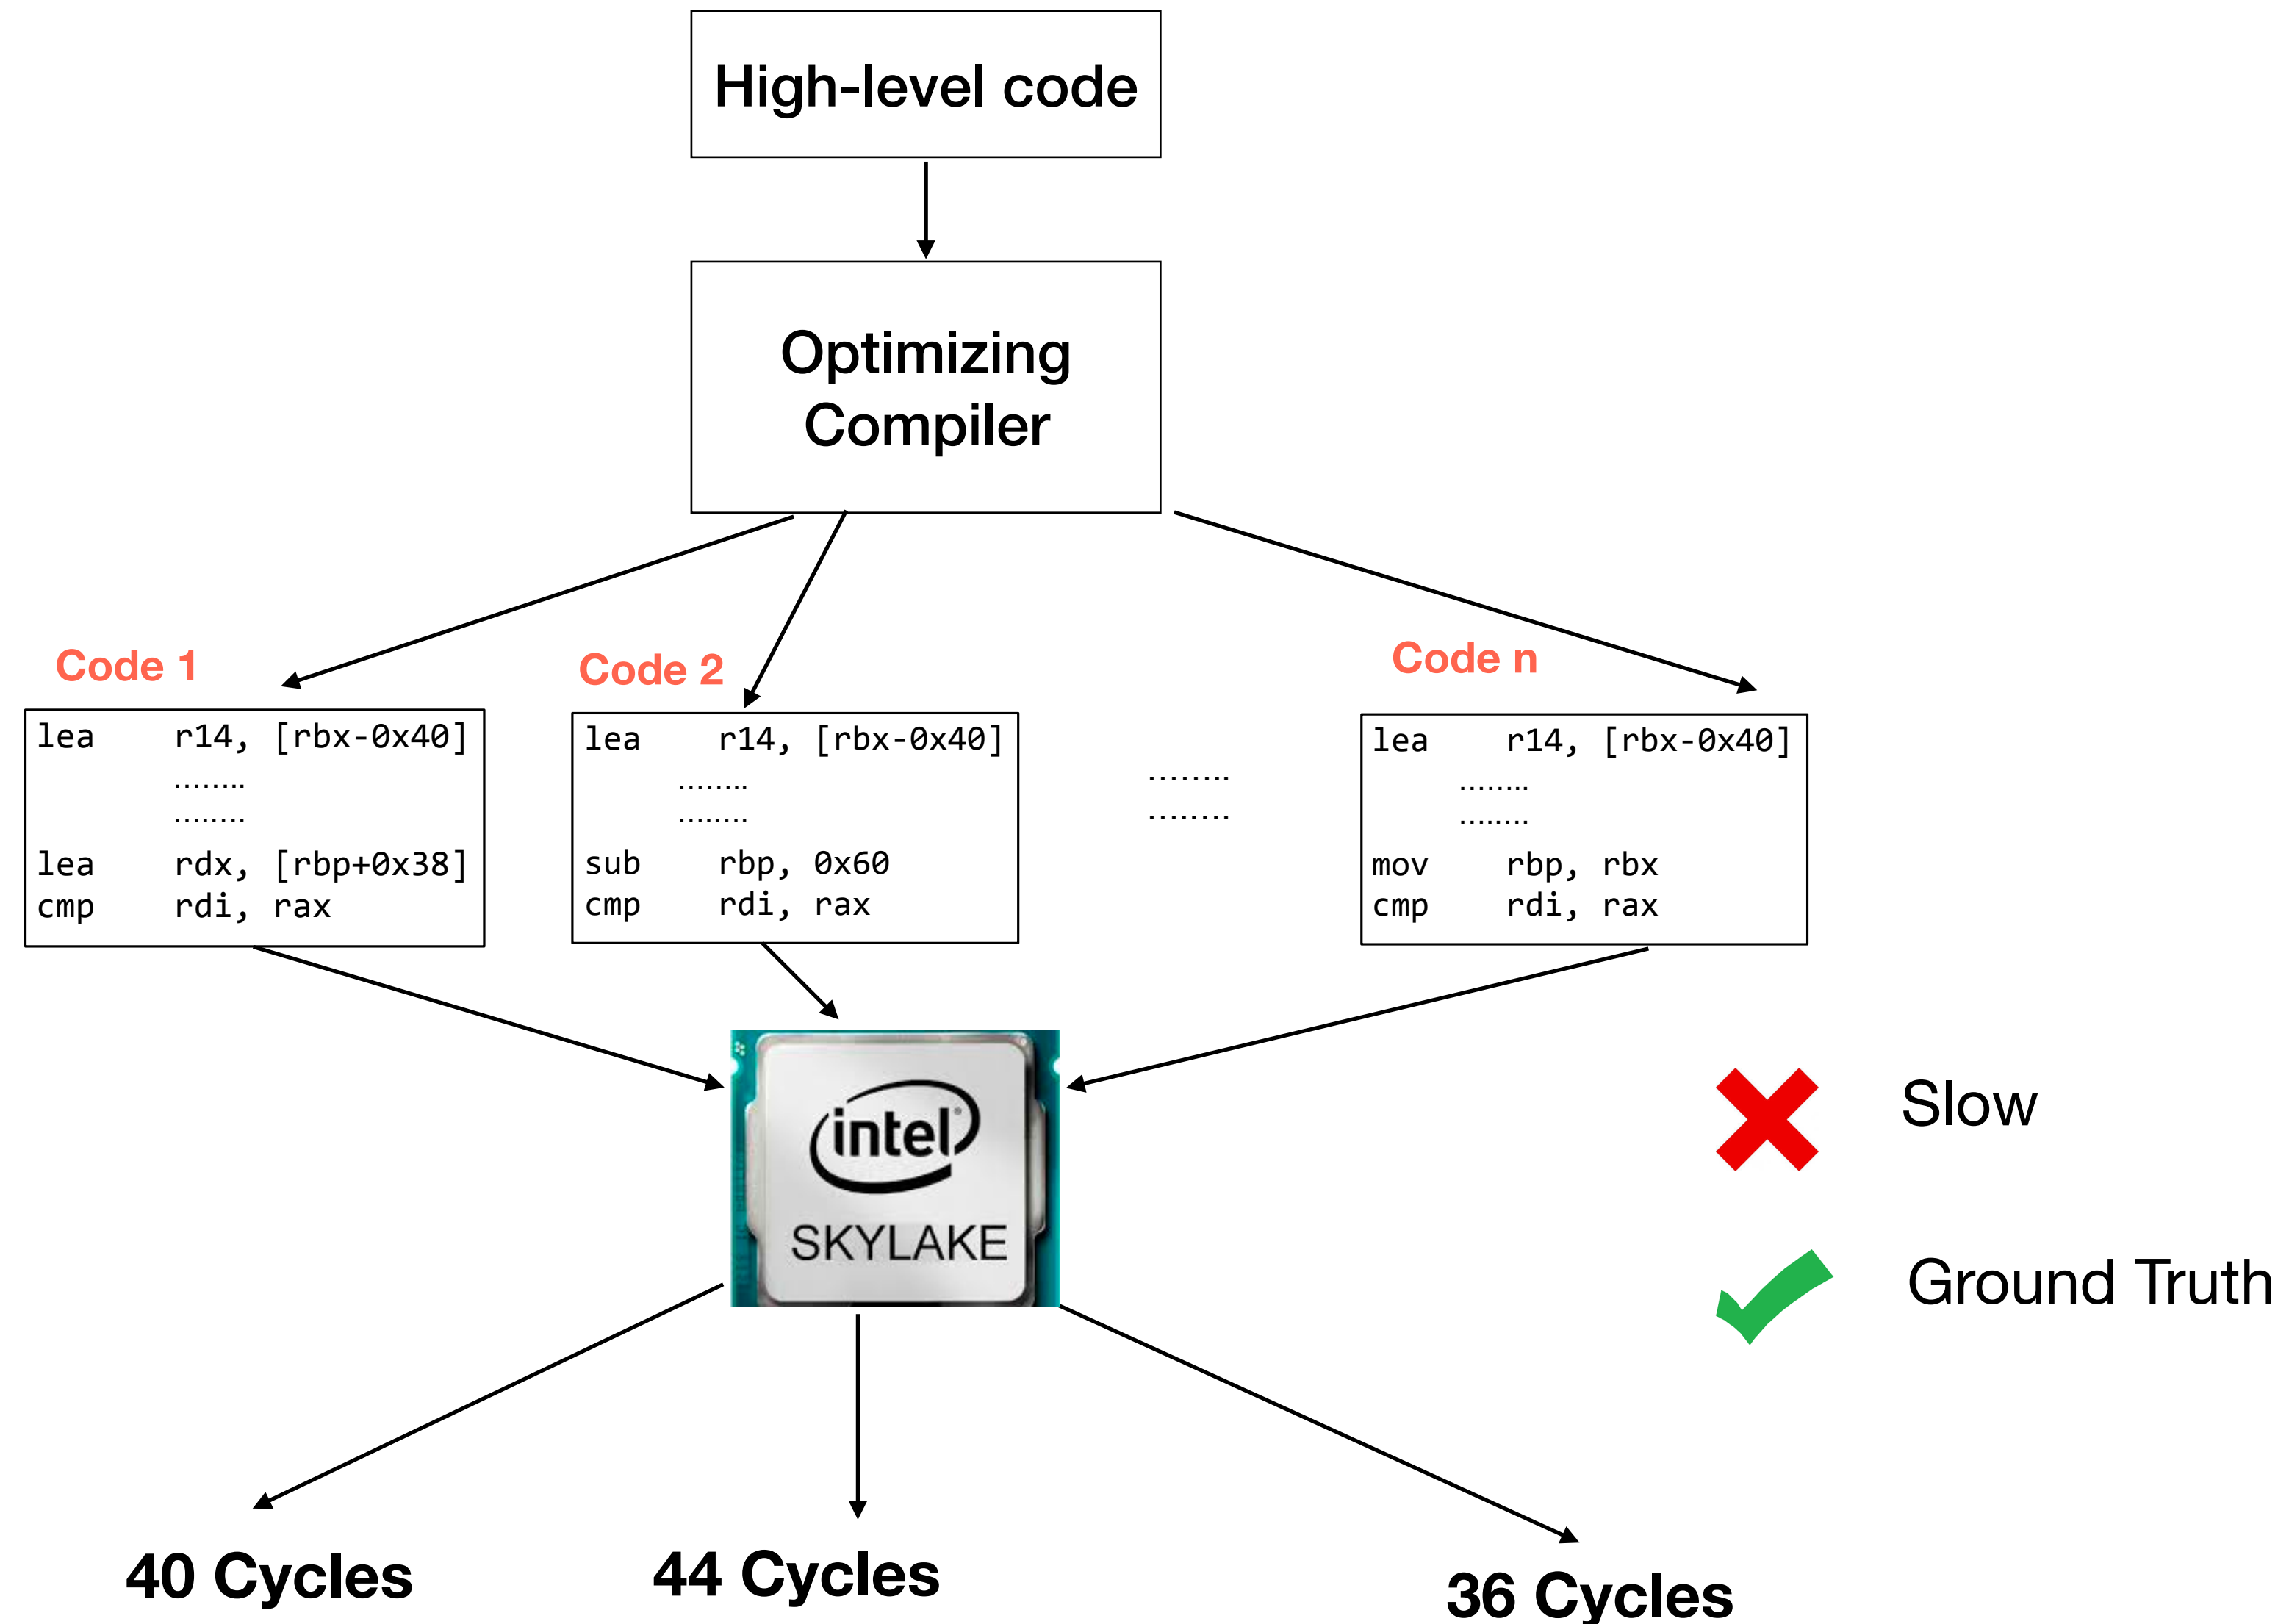 High-level code
Optimizing
Compiler
Code 1
Code 2
Code n
lea r14, [rbx-0x40]
........
........
lea rdx, [rbp+0x38]
cmp rdi, rax
lea r14, [rbx-0x40]
........
........
sub rbp, 0x60
cmp rdi, rax
........
........
lea r14, [rbx-0x40]
........
........
mov rbp, rbx
cmp rdi, rax
intel®
SKYLAKE
Slow
Ground Truth
40 Cycles
44 Cycles
36 Cycles